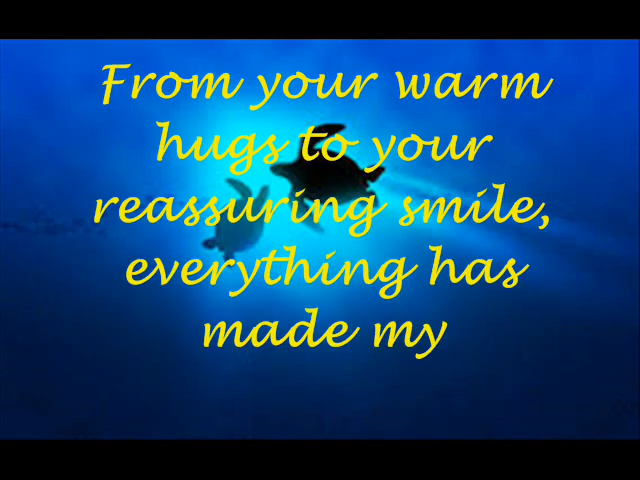 From your warm
hugs to your
reassuring smile,
everything has
made my